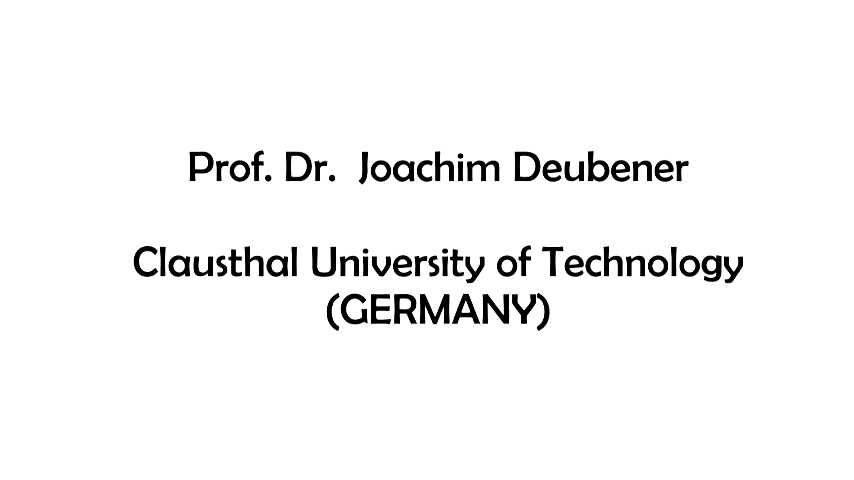 Prof. Dr. Joachim Deubener
Clausthal University of Technology
(GERMANY)